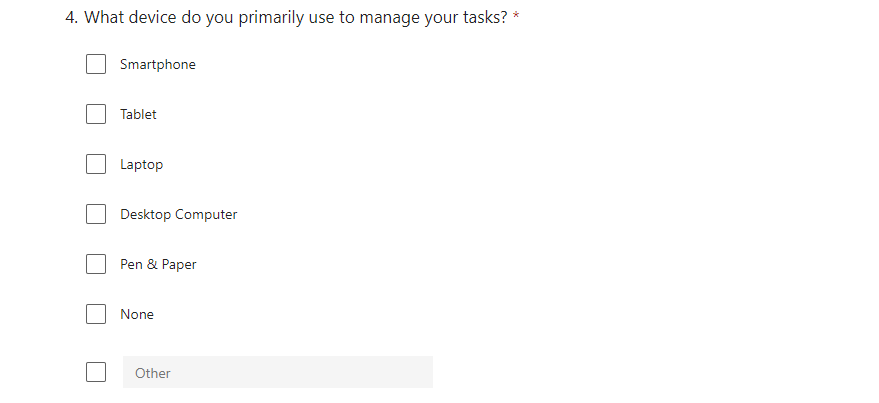 4. What device do you primarily use to manage your tasks? *
Smartphone
Tablet
Laptop
Desktop Computer
Pen & Paper
None
Other